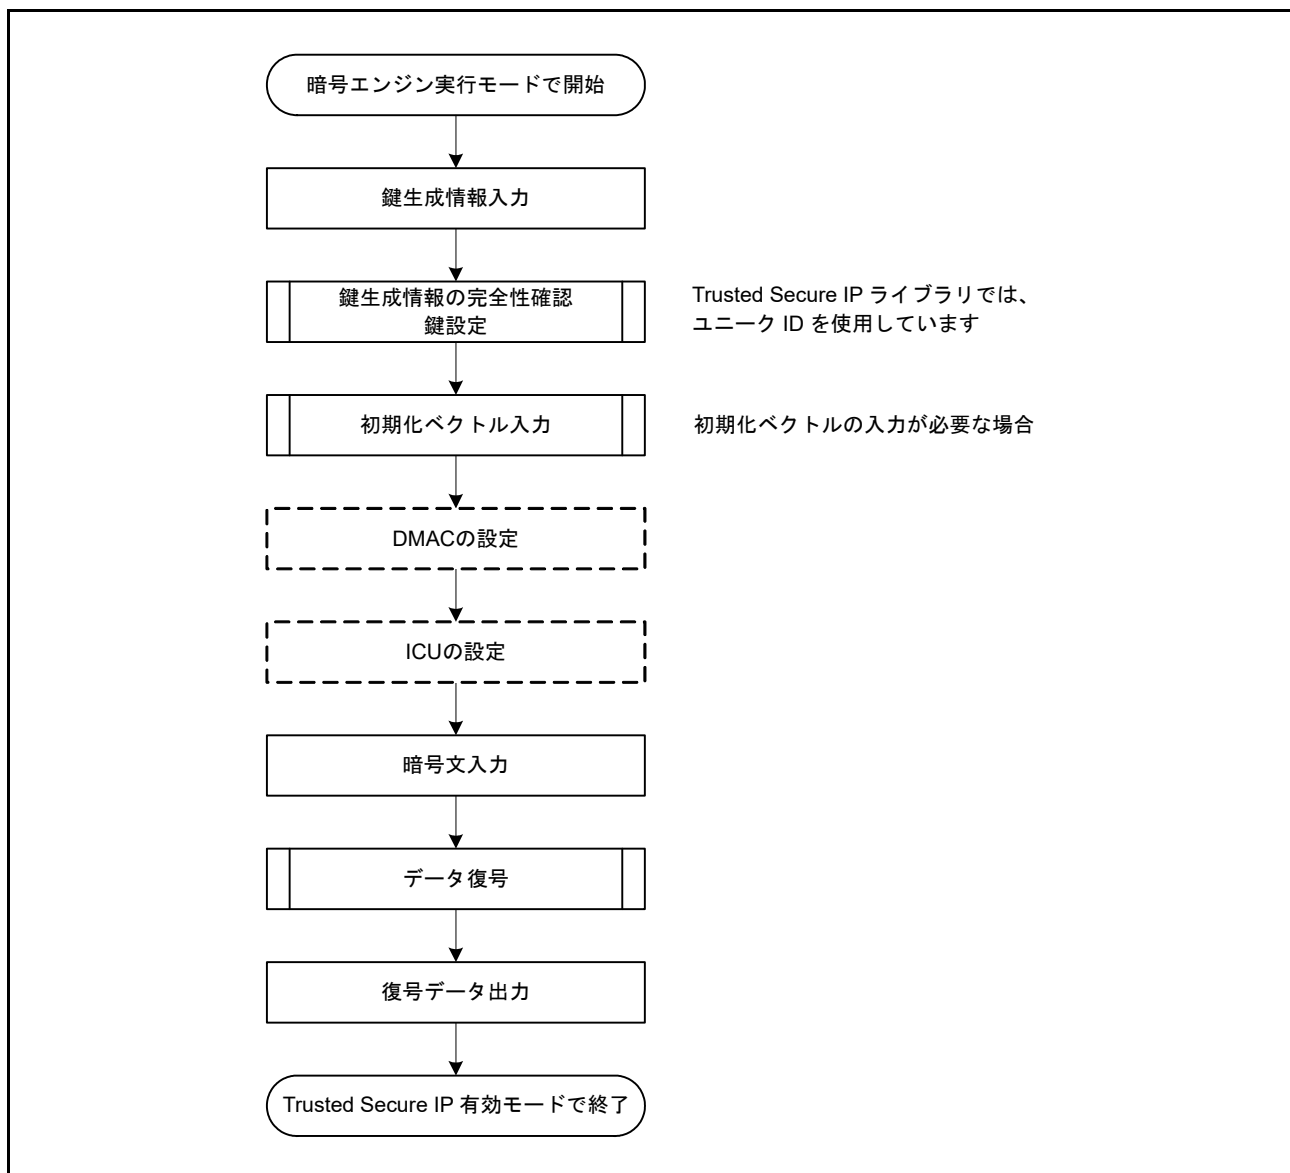 暗号エンジン実行モードで開始
鍵生成情報入力
鍵生成情報の完全性確認
鍵設定
Trusted Secure IP ライブラリでは、
ユニーク ID を使用しています
初期化ベクトル入力
初期化ベクトルの入力が必要な場合
DMACの設定
ICUの設定
暗号文入力
データ復号
復号データ出力
Trusted Secure IP 有効モードで終了